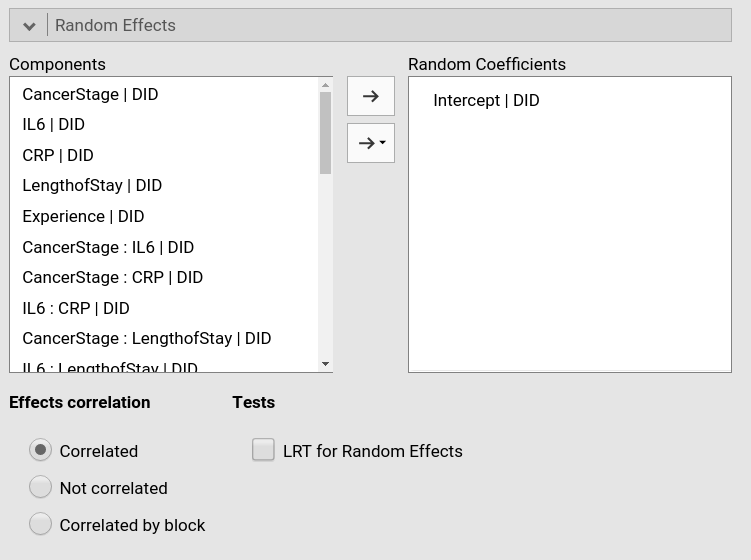 Random Effects
Components
Random Coefficients
CancerStage | DID
IL6 | DID
CRP | DID
LengthofStay | DID
Experience | DID
CancerStage : IL6 | DID
CancerStage : CRP | DID
IL6 : CRP | DID
CancerStage : LengthofStay | DID
IL6 : LengthofStay | DID
Intercept | DID
Effects correlation
Tests
Correlated
LRT for Random Effects
Not correlated
Correlated by block